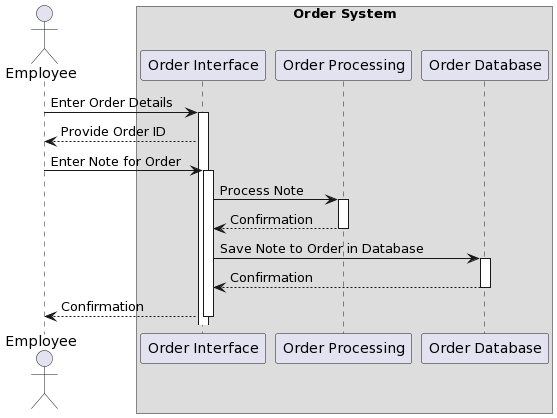 Order System
Order Interface
Order Processing
Order Database
Employee
Enter Order Details
Provide Order ID
Enter Note for Order
Process Note
Confirmation
Save Note to Order in Database
Confirmation
Confirmation
Employee
Order Interface
Order Processing
Order Database